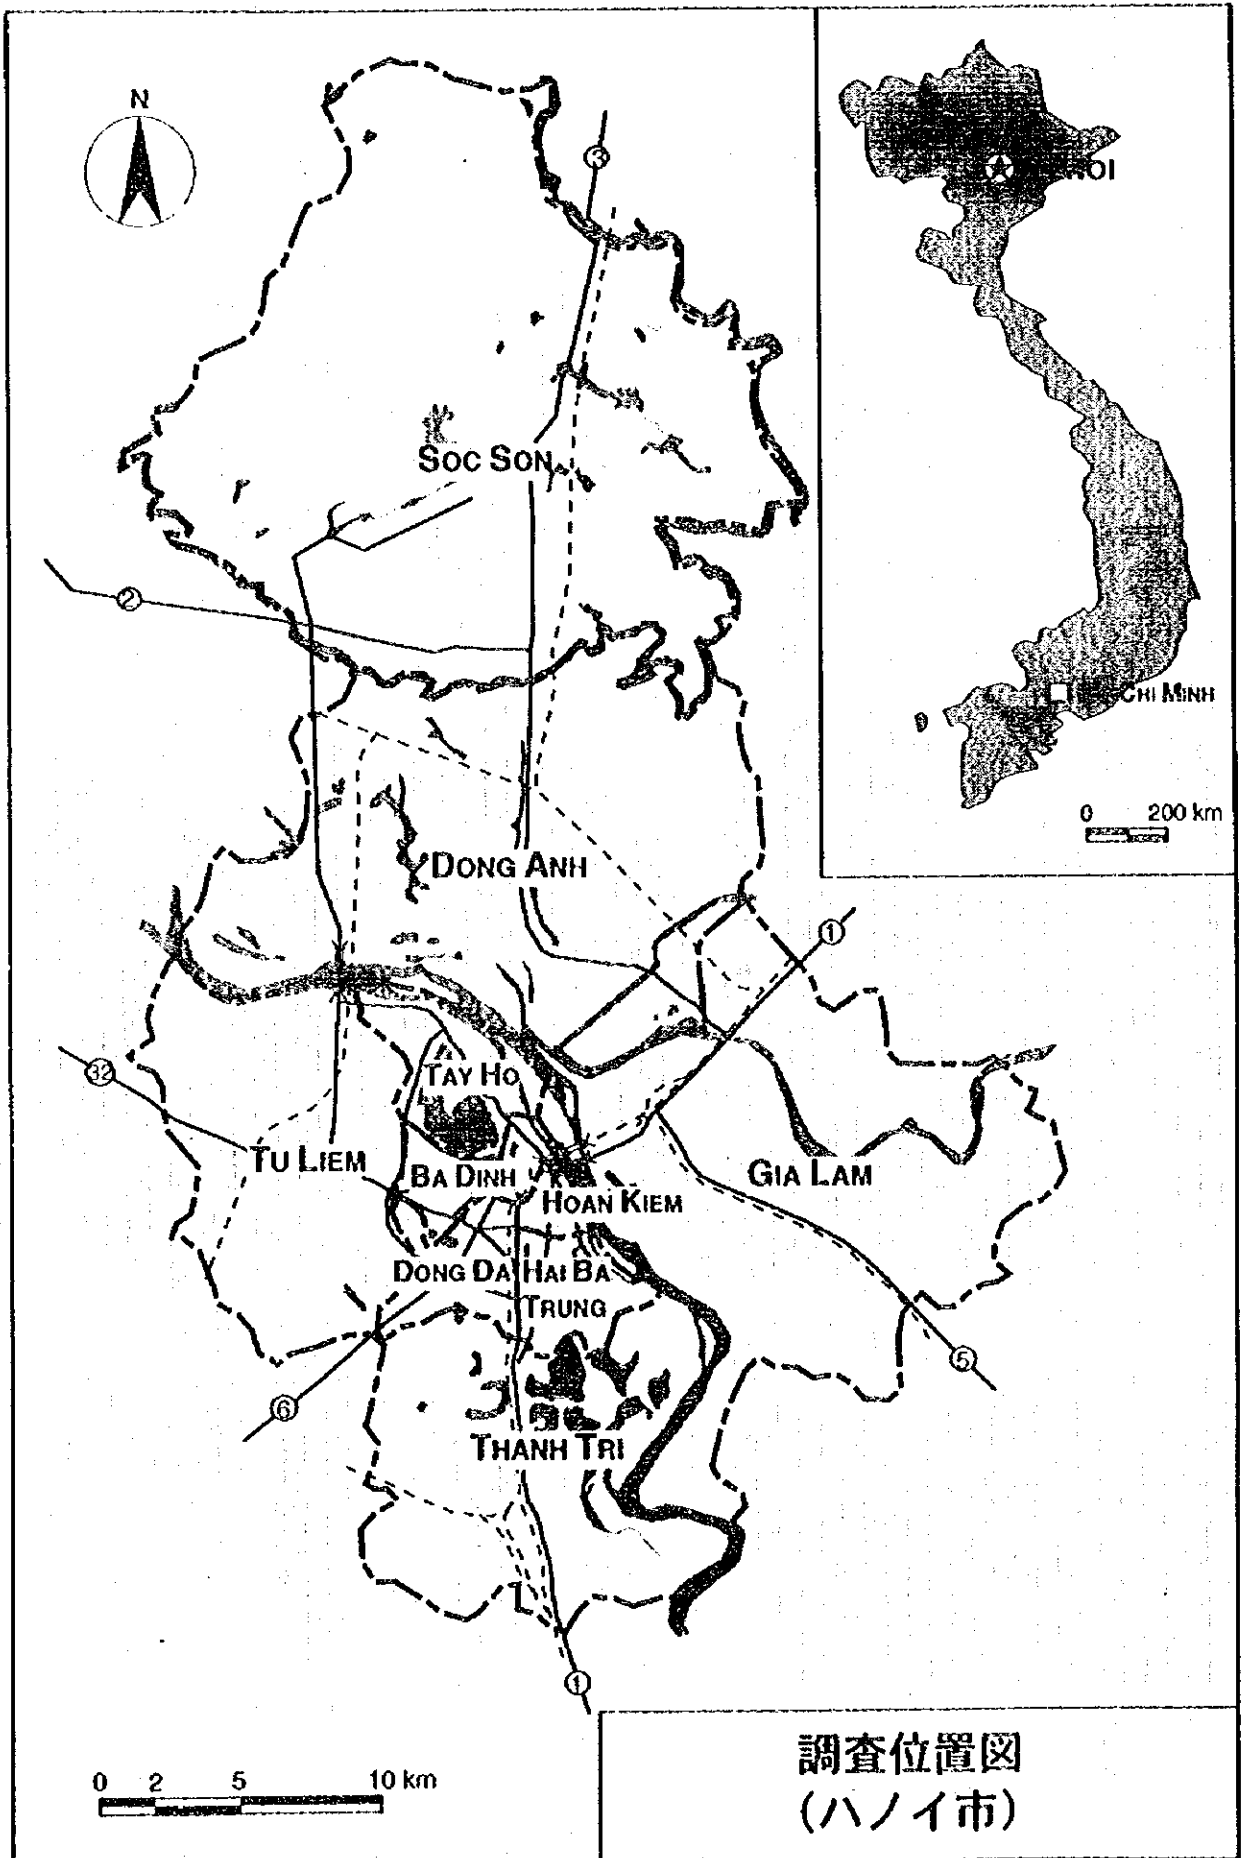 N
3
HANOI
SOC SON
2
CHI MINH
0 200 km
DONG ANH
1
32
TAY HO
TU LIEM
BA DINH
GIA LAM
HOAN KIEM
DONG DA
HAI BA
TRUNG
5
6
THANH TRI
1
0 2 5 10 km
調査位置図
(ハノイ市)